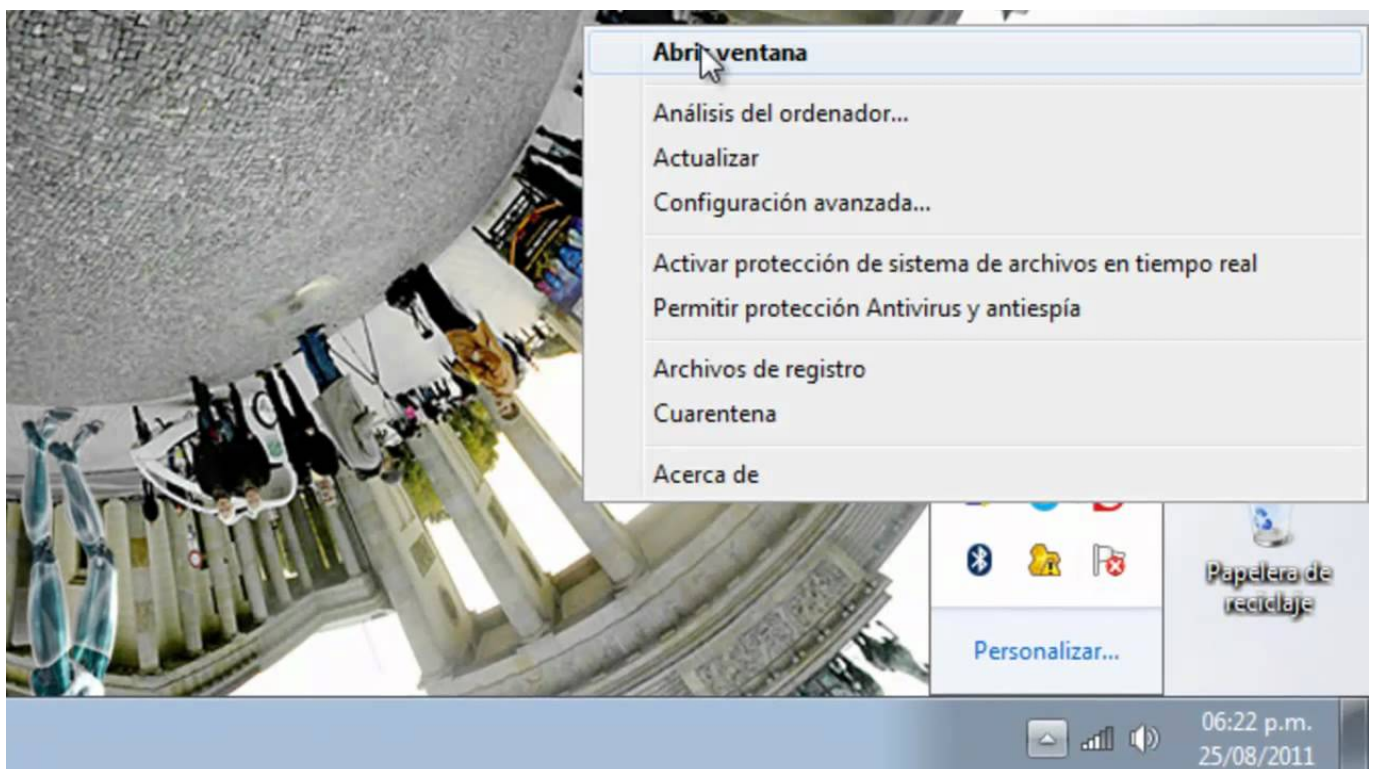 Abrir ventana
Análisis del ordenador...
Actualizar
Configuración avanzada...
Activar protección de sistema de archivos en tiempo real
Permitir protección Antivirus y antiespía
Archivos de registro
Cuarentena
Acerca de
Papelera de
reciclaje
Personalizar...
06:22 p.m.
25/08/2011